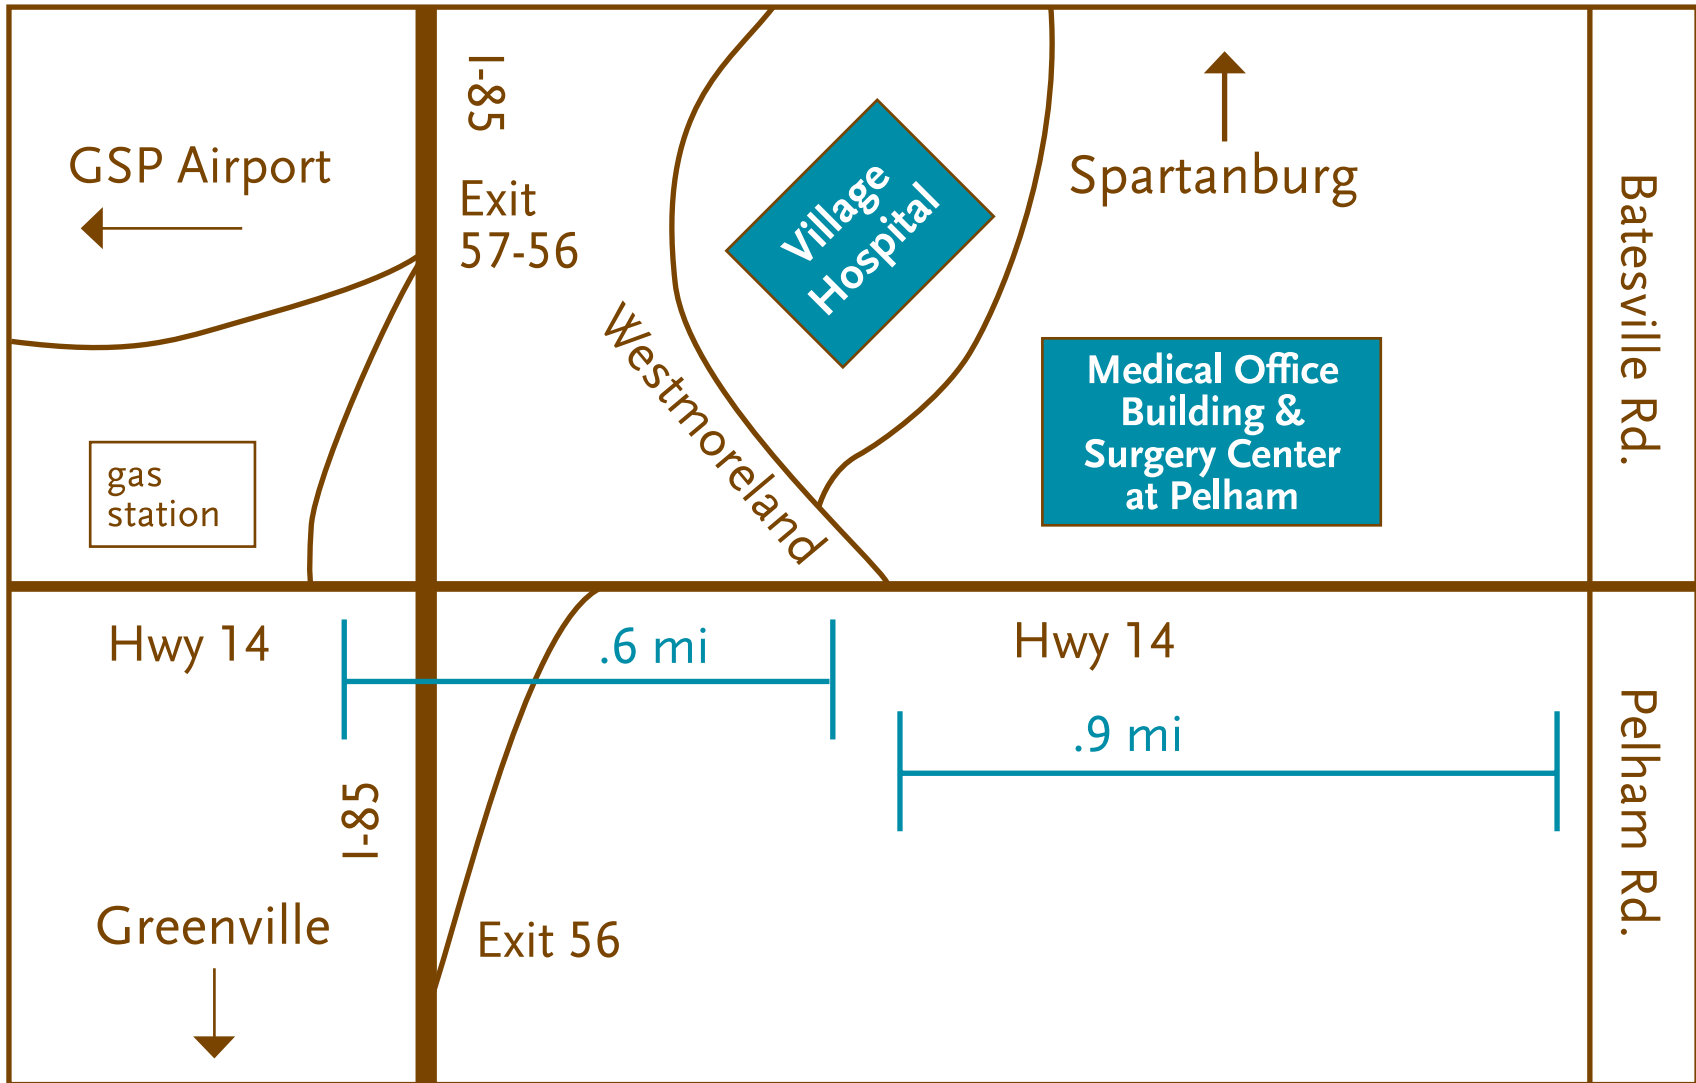 I-85
GSP Airport
Exit
57-56
Village
Hospital
Spartanburg
Batesville Rd.
Westmoreland
Medical Office
Building &
Surgery Center
at Pelham
gas
station
Hwy 14
.6 mi
Hwy 14
.9 mi
Pelham Rd.
I-85
Greenville
Exit 56